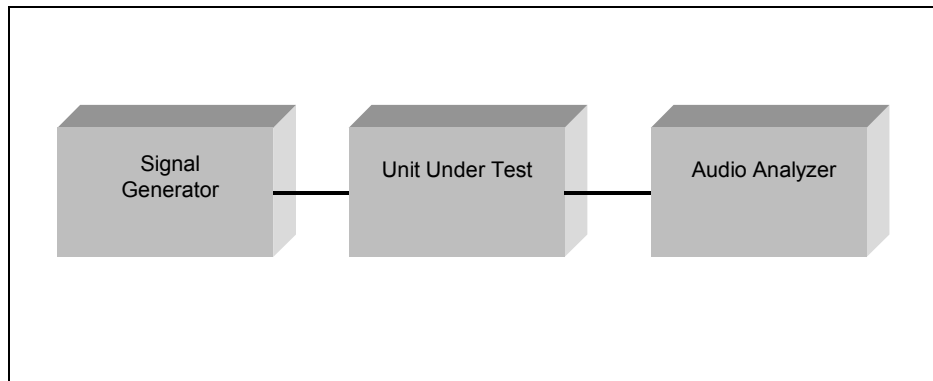 Signal
Generator
Unit Under Test
Audio Analyzer